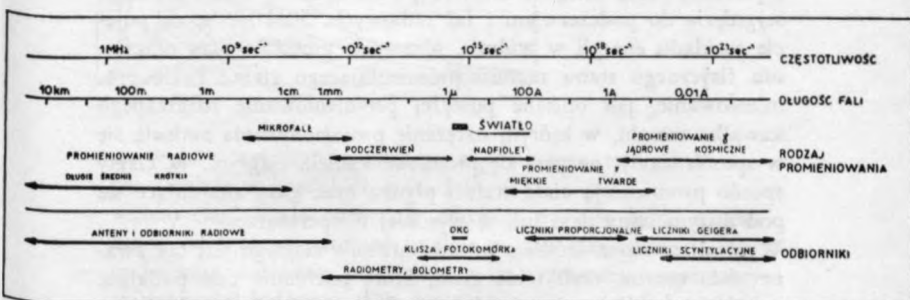 1MHz 10⁹sec⁻¹ 10¹²sec⁻¹ 10¹⁵sec⁻¹ 10¹⁸sec⁻¹ 10²¹sec⁻¹
CZĘSTOTLIWOŚĆ
10km 100m 1m 1cm 1mm 1μ 100A 1A 0,01A
DŁUGOŚĆ FALI
MIKROFALE ŚWIATŁO PROMIENIOWANIE g
PODCZERWIEŃ NADFIOLET JĄDROWE KOSMICZNE
RODZAJ
PROMIENIOWANIE RADIOWE PROMIENIOWANIE γ
PROMIENIOWANIA
DŁUGIE ŚREDNIE KRÓTKIE MIĘKKIE TWARDE
ANTENY i ODBIORNIKI RADIOWE OKO LICZNIKI PROPORCJONALNE LICZNIKI GEIGERA
KLISZA, FOTOKOMÓRKA LICZNIKI SCYNTYLACYJNE
ODBIORNIKI
RADIOMETRY, BOLOMETRY